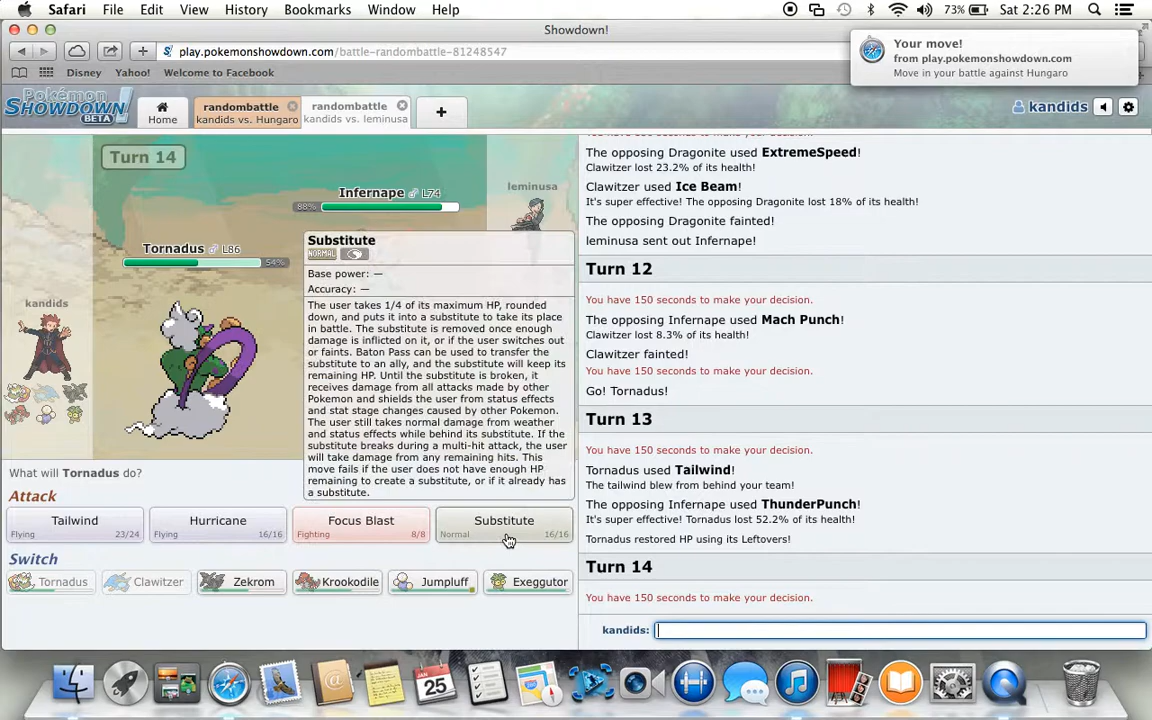 Safari File Edit View History Bookmarks Window Help
73% Sat 2:26 PM
Showdown!
play.pokemonshowdown.com/battle-randombattle-81248547
Disney Yahoo! Welcome to Facebook
Your move!
from play.pokemonshowdown.com
Move in your battle against Hungaro
Pokémon
SHOWDOWN!
BETA
Home
randombattle
kandids vs. Hungaro
randombattle
kandids vs. leminusa
kandids
Turn 14
Infernape ♂ L74
88%
leminusa
Tornadus ♂ L86
54%
kandids
Substitute
NORMAL
Base power: —
Accuracy: —
The user takes 1/4 of its maximum HP, rounded
down, and puts it into a substitute to take its place
in battle. The substitute is removed once enough
damage is inflicted on it, or if the user switches out
or faints. Baton Pass can be used to transfer the
substitute to an ally, and the substitute will keep its
remaining HP. Until the substitute is broken, it
receives damage from all attacks made by other
Pokemon and shields the user from status effects
and stat stage changes caused by other Pokemon.
The user still takes normal damage from weather
and status effects while behind its substitute. If the
substitute breaks during a multi-hit attack, the user
will take damage from any remaining hits. This
move fails if the user does not have enough HP
remaining to create a substitute, or if it already has
a substitute.
What will Tornadus do?
Attack
Tailwind
Flying 23/24
Hurricane
Flying 16/16
Focus Blast
Fighting 8/8
Substitute
Normal 16/16
Switch
Tornadus Clawitzer Zekrom Krookodile Jumpluff Exeggutor
You have 150 seconds to make your decision.
The opposing Dragonite used ExtremeSpeed!
Clawitzer lost 23.2% of its health!
Clawitzer used Ice Beam!
It's super effective! The opposing Dragonite lost 18% of its health!
The opposing Dragonite fainted!
leminusa sent out Infernape!
Turn 12
You have 150 seconds to make your decision.
The opposing Infernape used Mach Punch!
Clawitzer lost 8.3% of its health!
Clawitzer fainted!
You have 150 seconds to make your decision.
Go! Tornadus!
Turn 13
You have 150 seconds to make your decision.
Tornadus used Tailwind!
The tailwind blew from behind your team!
The opposing Infernape used ThunderPunch!
It's super effective! Tornadus lost 52.2% of its health!
Tornadus restored HP using its Leftovers!
Turn 14
You have 150 seconds to make your decision.
kandids:
JAN
25